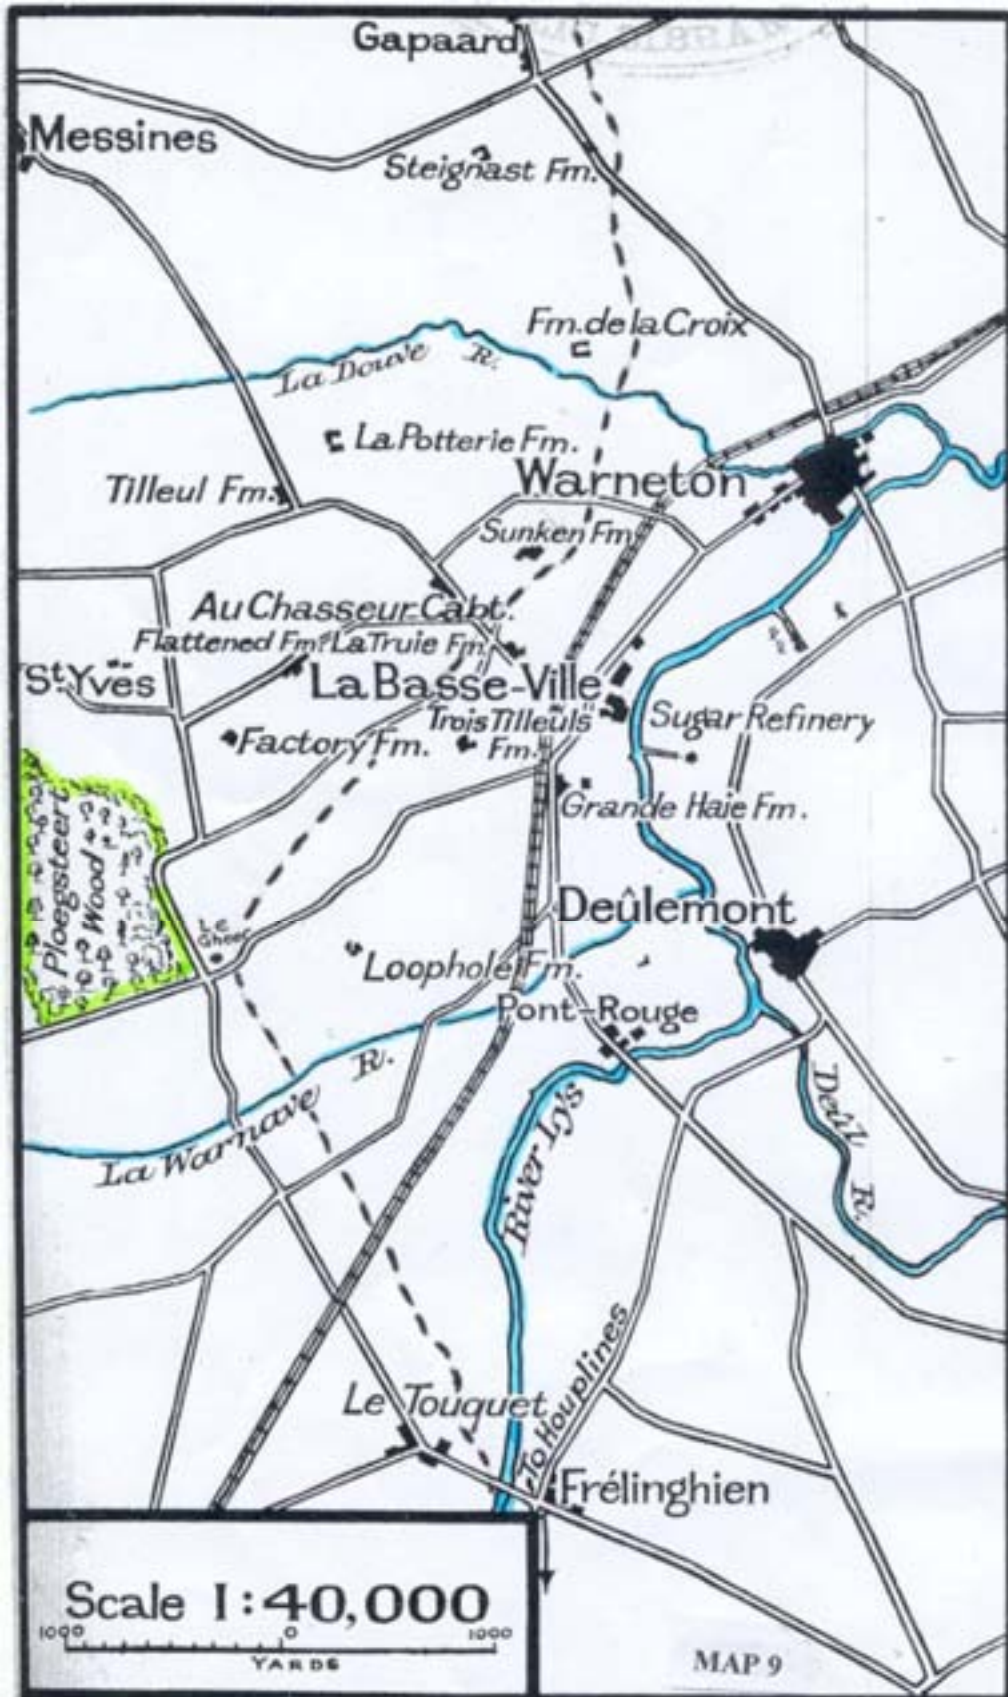 Gapaard
Messines
Steignast Fm.
Fm. de la Croix
La Douve R.
La Potterie Fm.
Warneton
Tilleul Fm.
Sunken Fm.
Au Chasseur Cabt.
Flattened Fm. La Truie Fm.
St Yves
La Basse-Ville
Trois Tilleuls
Fm.
Sugar Refinery
Factory Fm.
Grande Haie Fm.
Ploegsteert
Wood
Deûlemont
Le
Gheer
Loophole Fm.
Pont-Rouge
La Warnave R.
River Lys
Deûl R.
Le Touquet
To Houplines
Frélinghien
Scale 1:40,000
1000 0 1000
YARDS
MAP 9